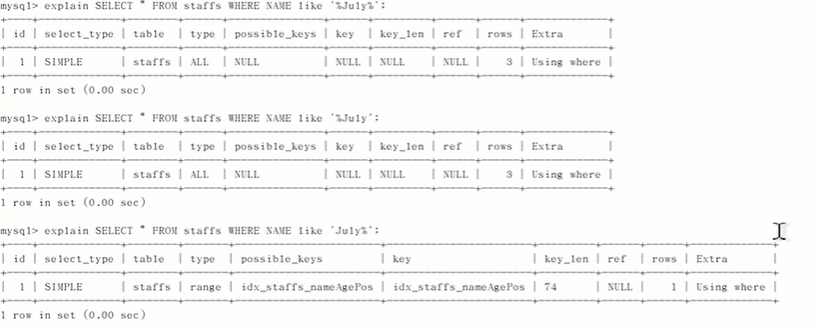 mysql> explain SELECT * FROM staffs WHERE NAME like '%July%';
+----+-------------+--------+------+---------------+------+---------+------+------+-------------+
| id | select_type | table | type | possible_keys | key | key_len | ref | rows | Extra |
+----+-------------+--------+------+---------------+------+---------+------+------+-------------+
| 1 | SIMPLE | staffs | ALL | NULL | NULL | NULL | NULL | 3 | Using where |
+----+-------------+--------+------+---------------+------+---------+------+------+-------------+
1 row in set (0.00 sec)
mysql> explain SELECT * FROM staffs WHERE NAME like '%July';
+----+-------------+--------+------+---------------+------+---------+------+------+-------------+
| id | select_type | table | type | possible_keys | key | key_len | ref | rows | Extra |
+----+-------------+--------+------+---------------+------+---------+------+------+-------------+
| 1 | SIMPLE | staffs | ALL | NULL | NULL | NULL | NULL | 3 | Using where |
+----+-------------+--------+------+---------------+------+---------+------+------+-------------+
1 row in set (0.00 sec)
mysql> explain SELECT * FROM staffs WHERE NAME like 'July%';
+----+-------------+--------+-------+-----------------------+-----------------------+---------+------+------+-------------+
| id | select_type | table | type | possible_keys | key | key_len | ref | rows | Extra |
+----+-------------+--------+-------+-----------------------+-----------------------+---------+------+------+-------------+
| 1 | SIMPLE | staffs | range | idx_staffs_nameAgePos | idx_staffs_nameAgePos | 74 | NULL | 1 | Using where |
+----+-------------+--------+-------+-----------------------+-----------------------+---------+------+------+-------------+
1 row in set (0.00 sec)